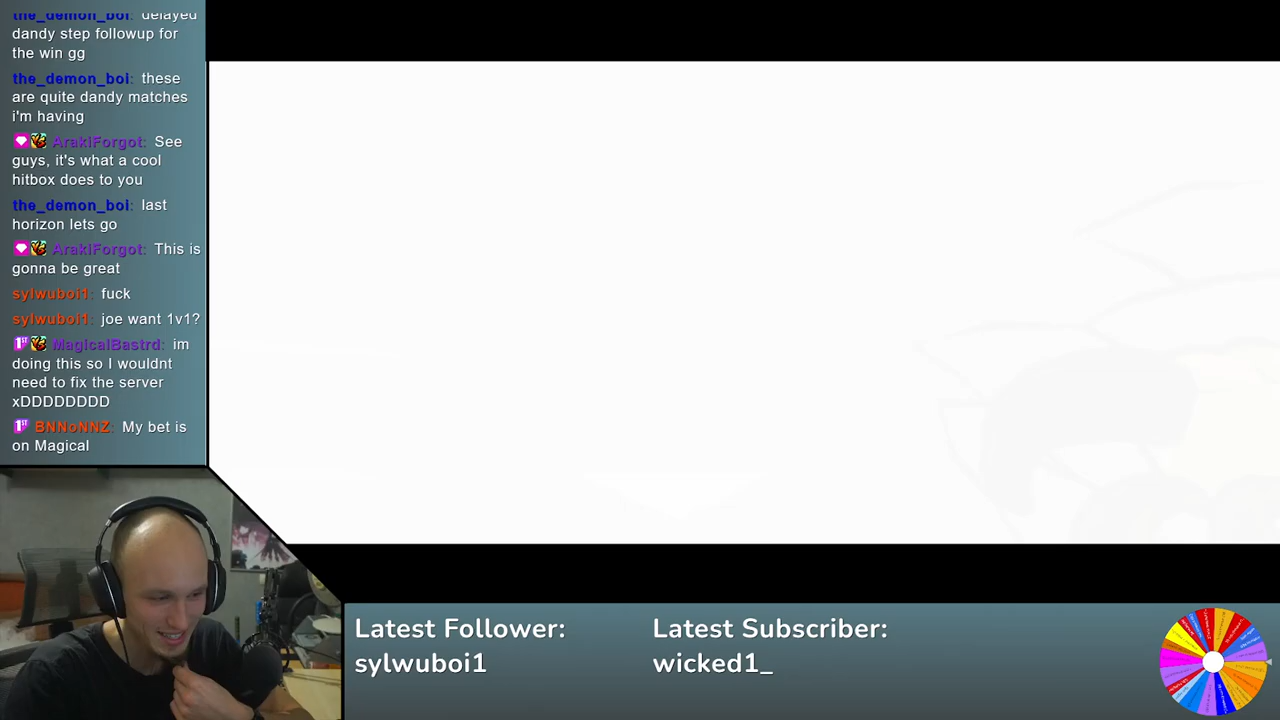 the_demon_boi: delayed
dandy step followup for
the win gg
the_demon_boi: these
are quite dandy matches
i'm having
ArakiForgot: See
guys, it's what a cool
hitbox does to you
the_demon_boi: last
horizon lets go
ArakiForgot: This is
gonna be great
sylwuboi1: fuck
sylwuboi1: joe want 1v1?
1ST MagicalBastrd: im
doing this so I wouldnt
need to fix the server
xDDDDDDDD
1ST BNNoNNZ: My bet is
on Magical
Latest Follower:
sylwuboi1
Latest Subscriber:
wicked1_